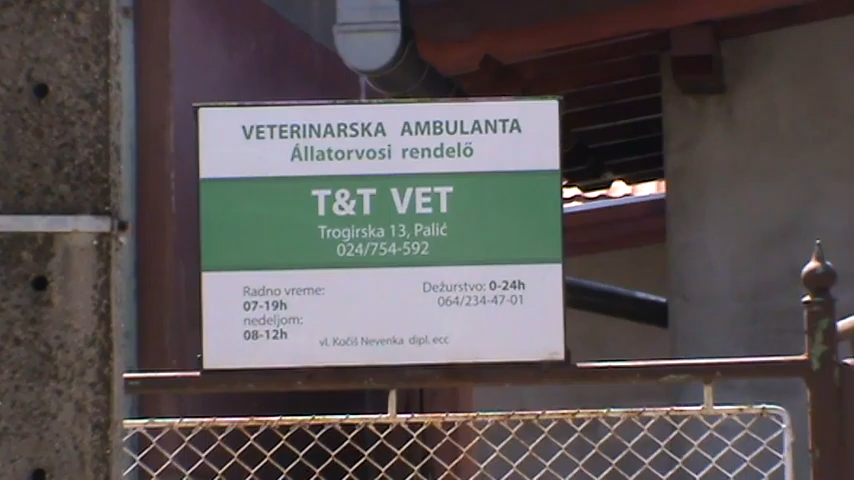 VETERINARSKA AMBULANTA
Állatorvosi rendelő
T&T VET
Trogirska 13, Palić
024/754-592
Radno vreme:
07-19h
nedeljom:
08-12h
Dežurstvo: 0-24h
064/234-47-01
vl. Kočiš Nevenka dipl. ecc